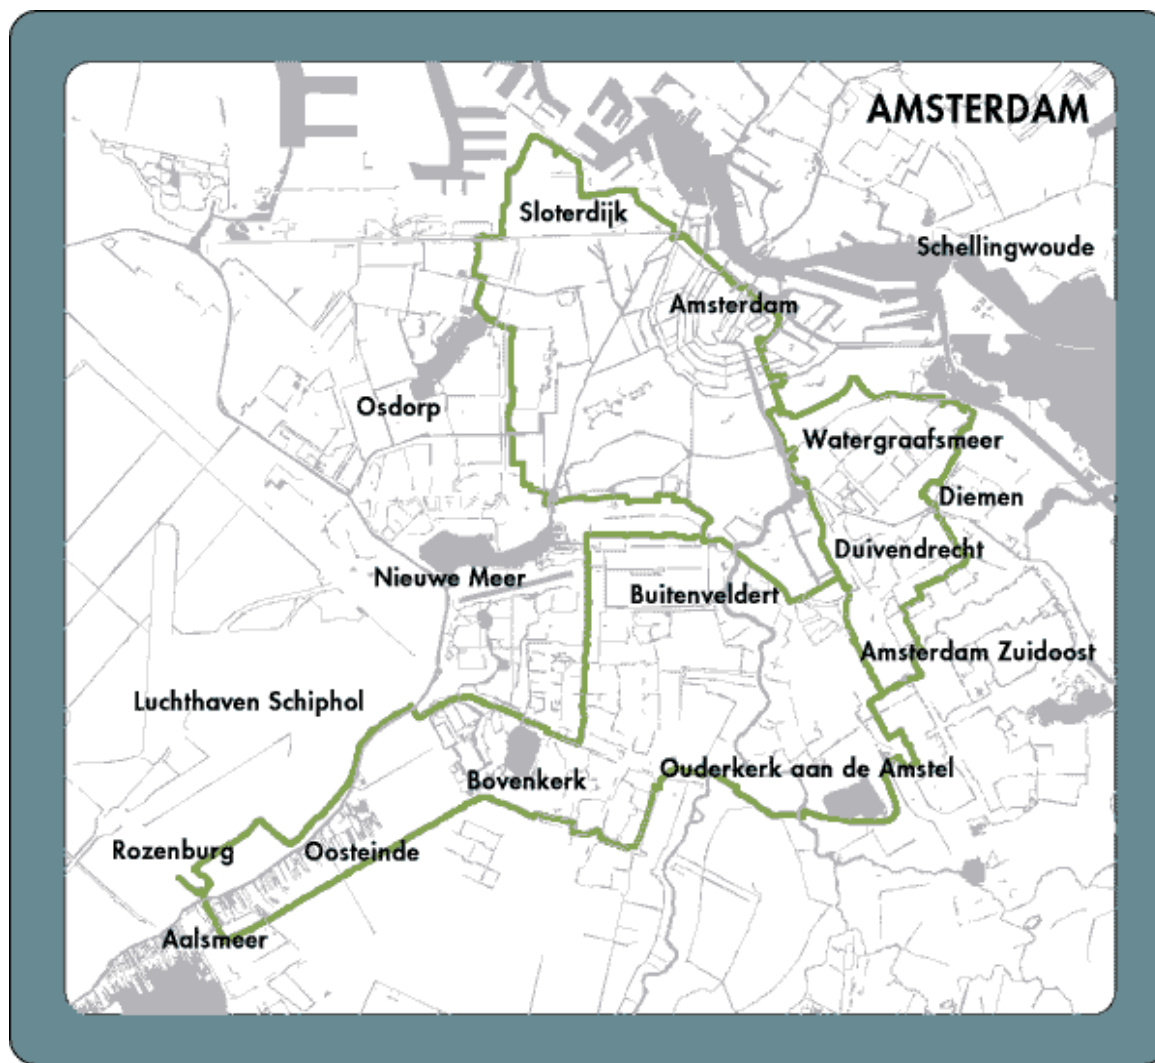 AMSTERDAM
Sloterdijk
Schellingwoude
Amsterdam
Osdorp
Watergraafsmeer
Diemen
Duivendrecht
Nieuwe Meer
Buitenveldert
Amsterdam Zuidoost
Luchthaven Schiphol
Ouderkerk aan de Amstel
Bovenkerk
Rozenburg
Oosteinde
Aalsmeer